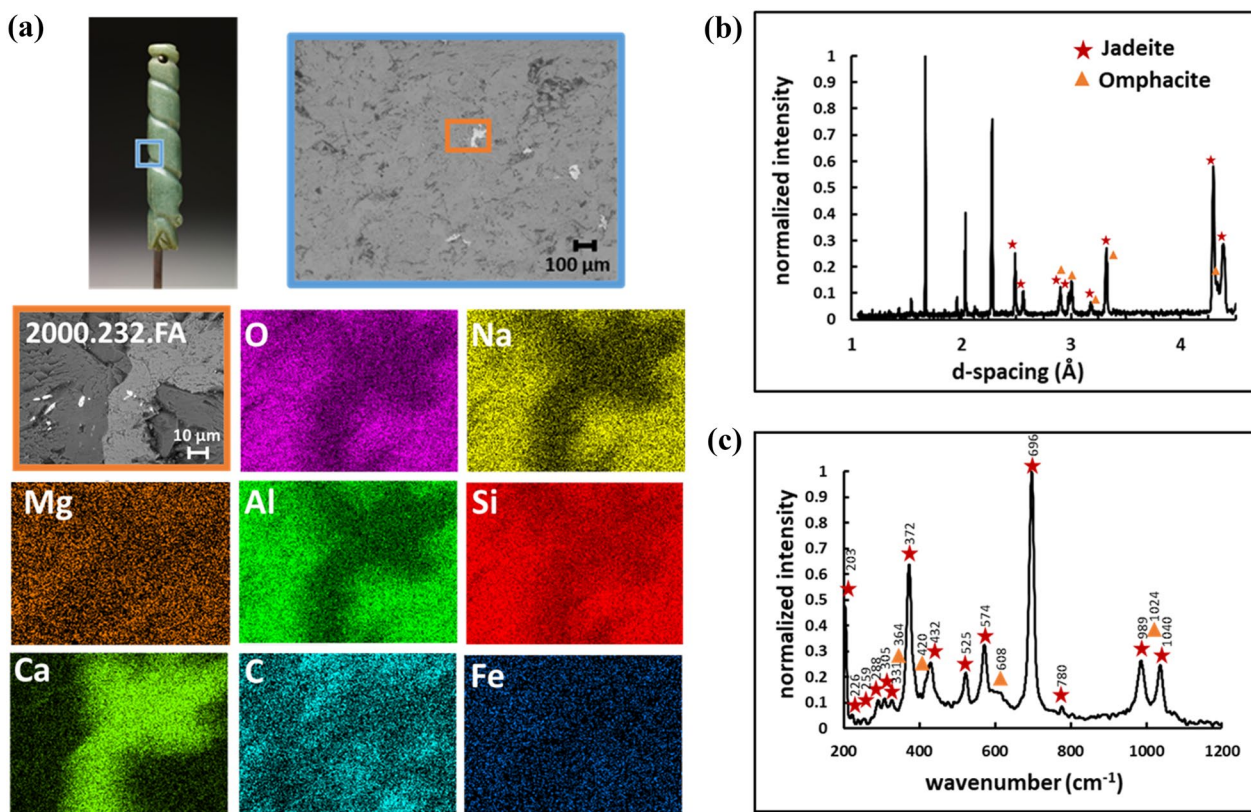 (a)
100 µm
2000.232.FA
10 µm
O
Na
Mg
Al
Si
Ca
C
Fe
(b)
Jadeite
Omphacite
normalized intensity
1
0.9
0.8
0.7
0.6
0.5
0.4
0.3
0.2
0.1
0
1 2 3 4
d-spacing (Å)
(c)
normalized intensity
1
0.9
0.8
0.7
0.6
0.5
0.4
0.3
0.2
0.1
0
203
226
259
288
305
331
364
372
420
432
525
574
608
696
780
989
1024
1040
200 400 600 800 1000 1200
wavenumber (cm⁻¹)